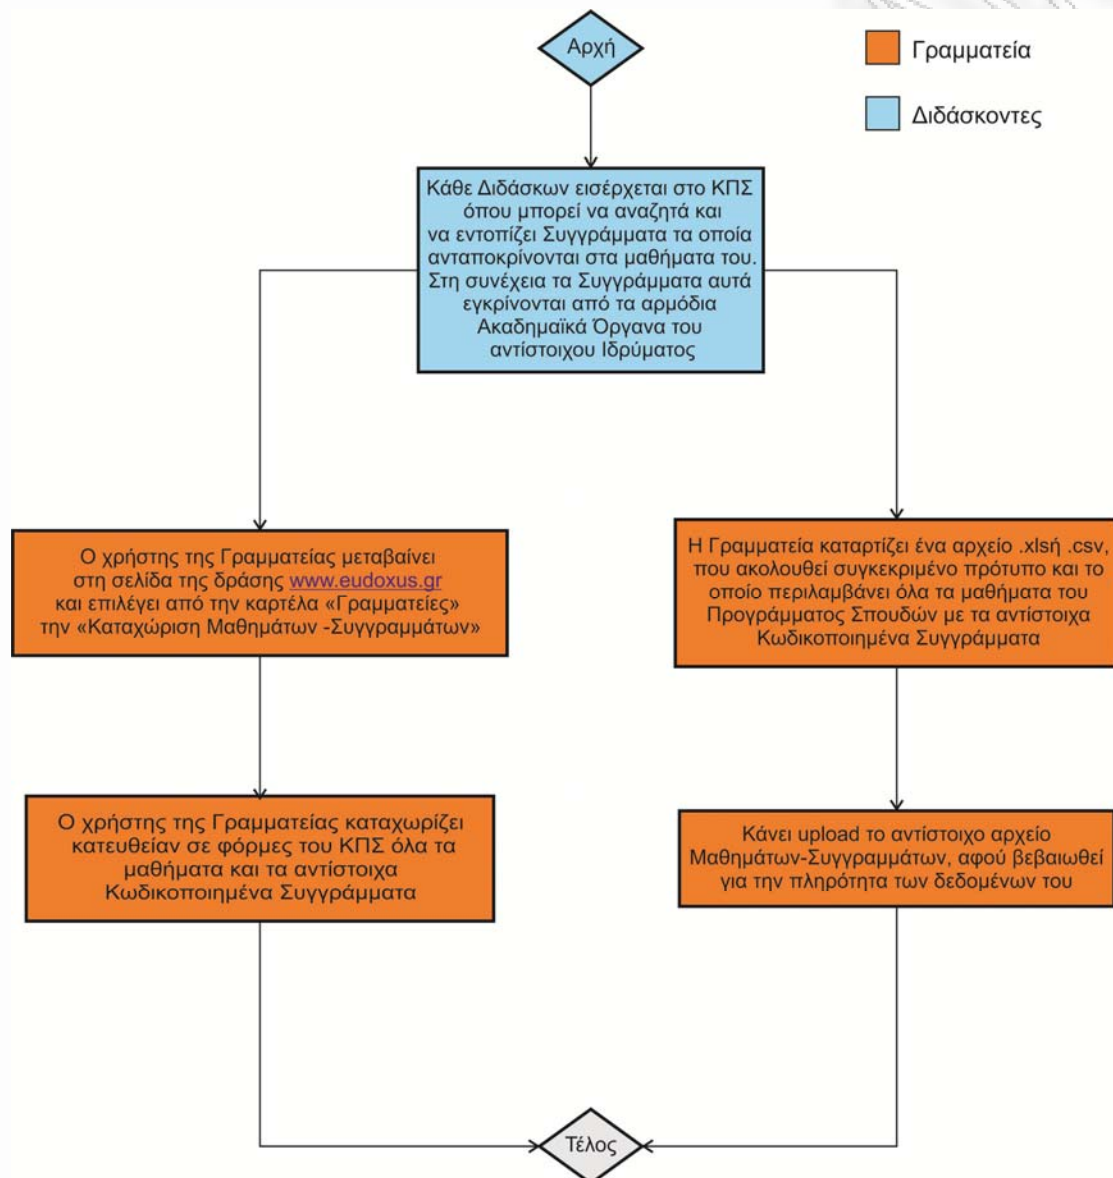 Αρχή
Γραμματεία
Διδάσκοντες
Κάθε Διδάσκων εισέρχεται στο ΚΠΣ
όπου μπορεί να αναζητά και
να εντοπίζει Συγγράμματα τα οποία
ανταποκρίνονται στα μαθήματα του.
Στη συνέχεια τα Συγγράμματα αυτά
εγκρίνονται από τα αρμόδια
Ακαδημαϊκά Όργανα του
αντίστοιχου Ιδρύματος
Ο χρήστης της Γραμματείας μεταβαίνει
στη σελίδα της δράσης www.eudoxus.gr
και επιλέγει από την καρτέλα «Γραμματείες»
την «Καταχώριση Μαθημάτων -Συγγραμμάτων»
Η Γραμματεία καταρτίζει ένα αρχείο .xlsή .csv,
που ακολουθεί συγκεκριμένο πρότυπο και το
οποίο περιλαμβάνει όλα τα μαθήματα του
Προγράμματος Σπουδών με τα αντίστοιχα
Κωδικοποιημένα Συγγράμματα
Ο χρήστης της Γραμματείας καταχωρίζει
κατευθείαν σε φόρμες του ΚΠΣ όλα τα
μαθήματα και τα αντίστοιχα
Κωδικοποιημένα Συγγράμματα
Κάνει upload το αντίστοιχο αρχείο
Μαθημάτων-Συγγραμμάτων, αφού βεβαιωθεί
για την πληρότητα των δεδομένων του
Τέλος